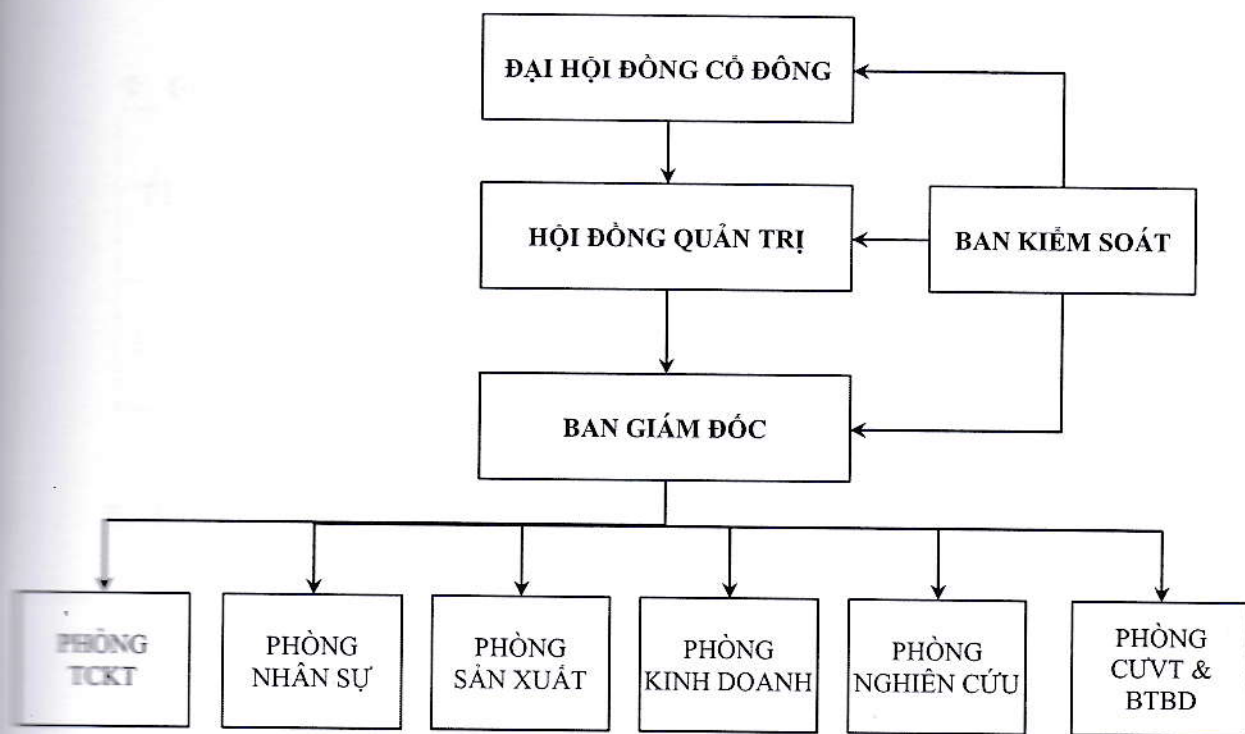 ĐẠI HỘI ĐỒNG CỔ ĐÔNG
HỘI ĐỒNG QUẢN TRỊ
BAN KIỂM SOÁT
BAN GIÁM ĐỐC
PHÒNG
TCKT
PHÒNG
NHÂN SỰ
PHÒNG
SẢN XUẤT
PHÒNG
KINH DOANH
PHÒNG
NGHIÊN CỨU
PHÒNG
CƯVT &
BTBD